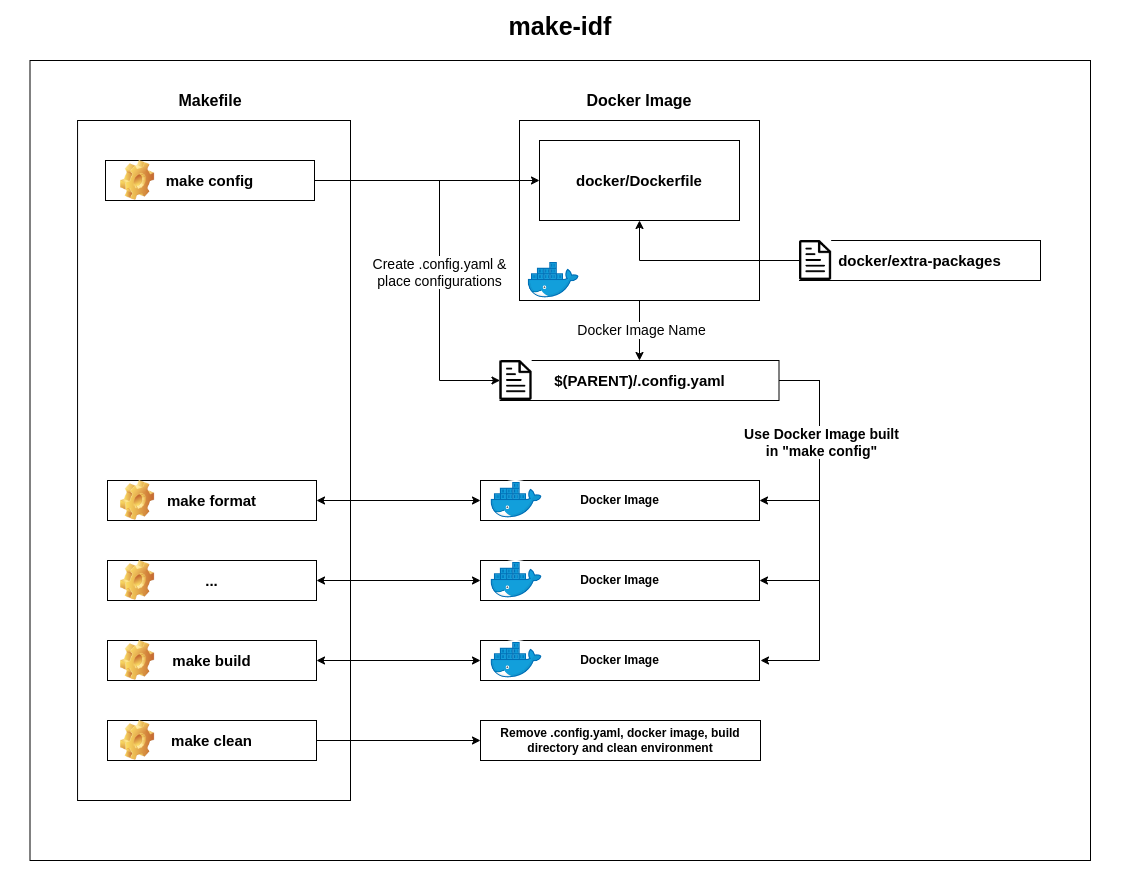 make-idf
Makefile
Docker Image
make config
docker/Dockerfile
docker/extra-packages
Create .config.yaml &
place configurations
Docker Image Name
$(PARENT)/.config.yaml
Use Docker Image built
in "make config"
make format
Docker Image
...
Docker Image
make build
Docker Image
make clean
Remove .config.yaml, docker image, build
directory and clean environment